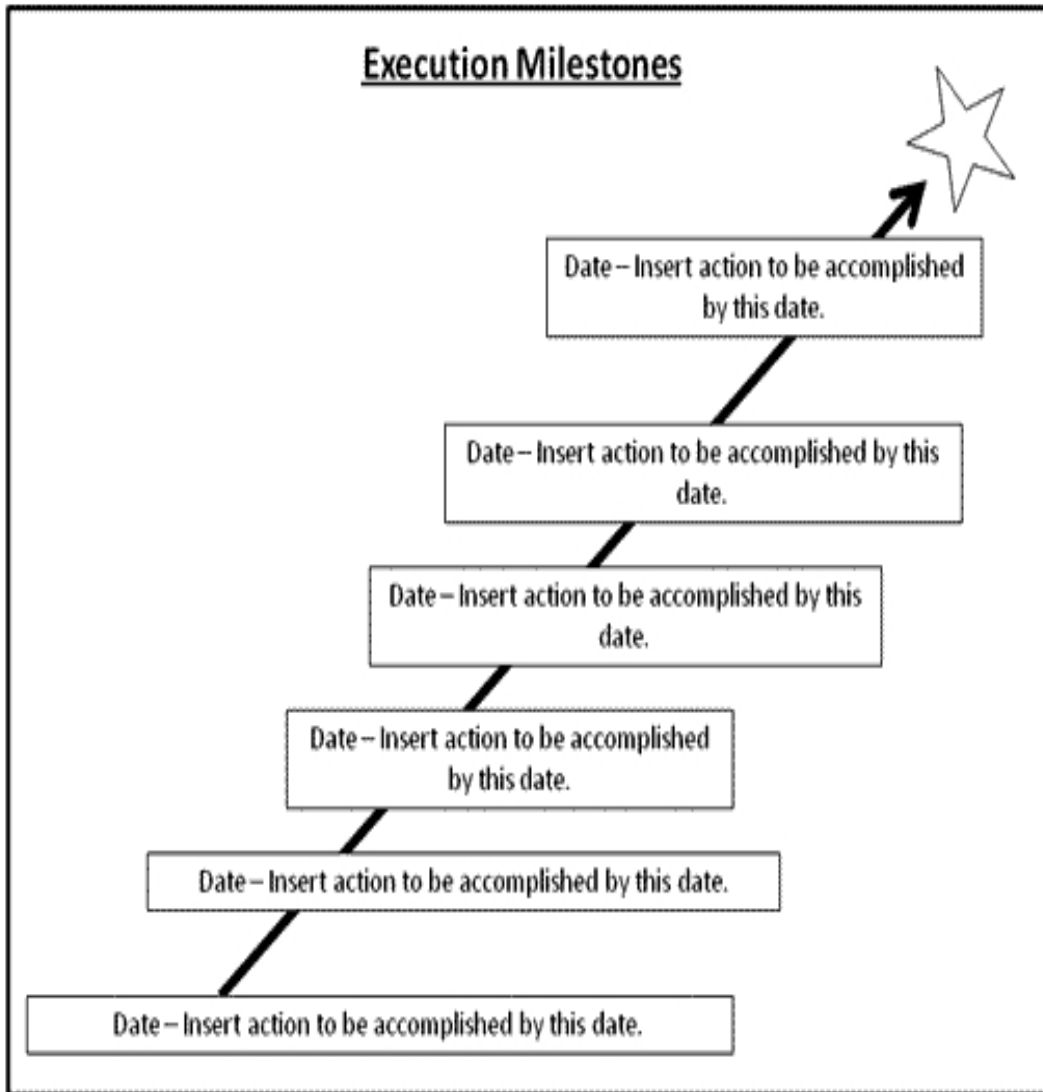 Execution Milestones
Date – Insert action to be accomplished
by this date.
Date – Insert action to be accomplished by this
date.
Date – Insert action to be accomplished by this
date.
Date – Insert action to be accomplished
by this date.
Date – Insert action to be accomplished by this date.
Date – Insert action to be accomplished by this date.